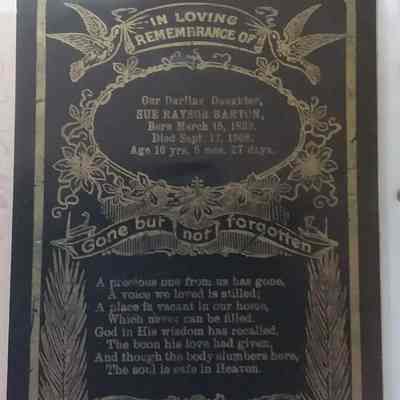 IN LOVING
REMEMBRANCE OF
Our Darling Daughter,
SUE RAYSOR BARTON,
Born March
Died Sept.
Age 16 yrs. mos. 27 days.
Gone but not forgotten
A precious one from us has gone,
A voice we loved is stilled;
A place is vacant in our home,
Which never can be filled.
God in His wisdom has recalled,
The boon his love had given,
And though the body slumbers here,
The soul is safe in Heaven.